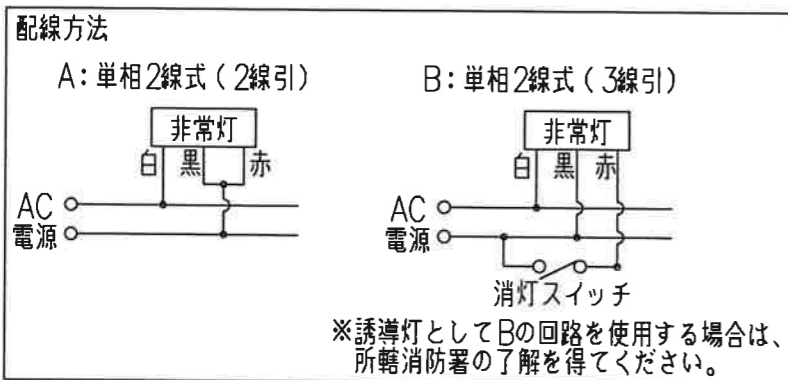 配線方法
A:単相2線式(2線引)
B:単相2線式(3線引)
非常灯
白 黒 赤
AC
電源
非常灯
白 黒 赤
AC
電源
消灯スイッチ
※誘導灯としてBの回路を使用する場合は、
所轄消防署の了解を得てください。